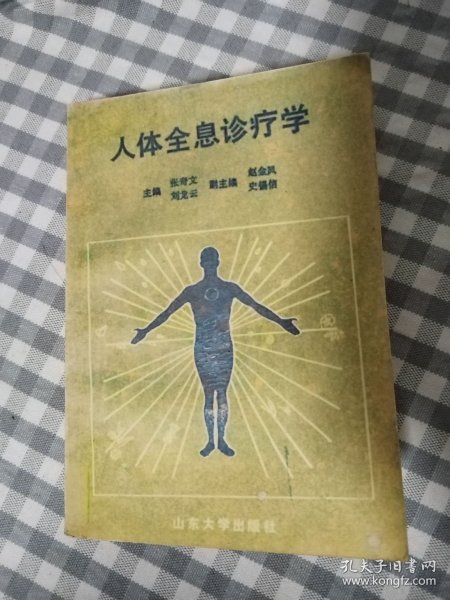 人体全息诊疗学
主编 张奇文 刘龙云 副主编 赵金凤 史锡信
山东大学出版社
孔夫子旧书网
www.kongfz.com